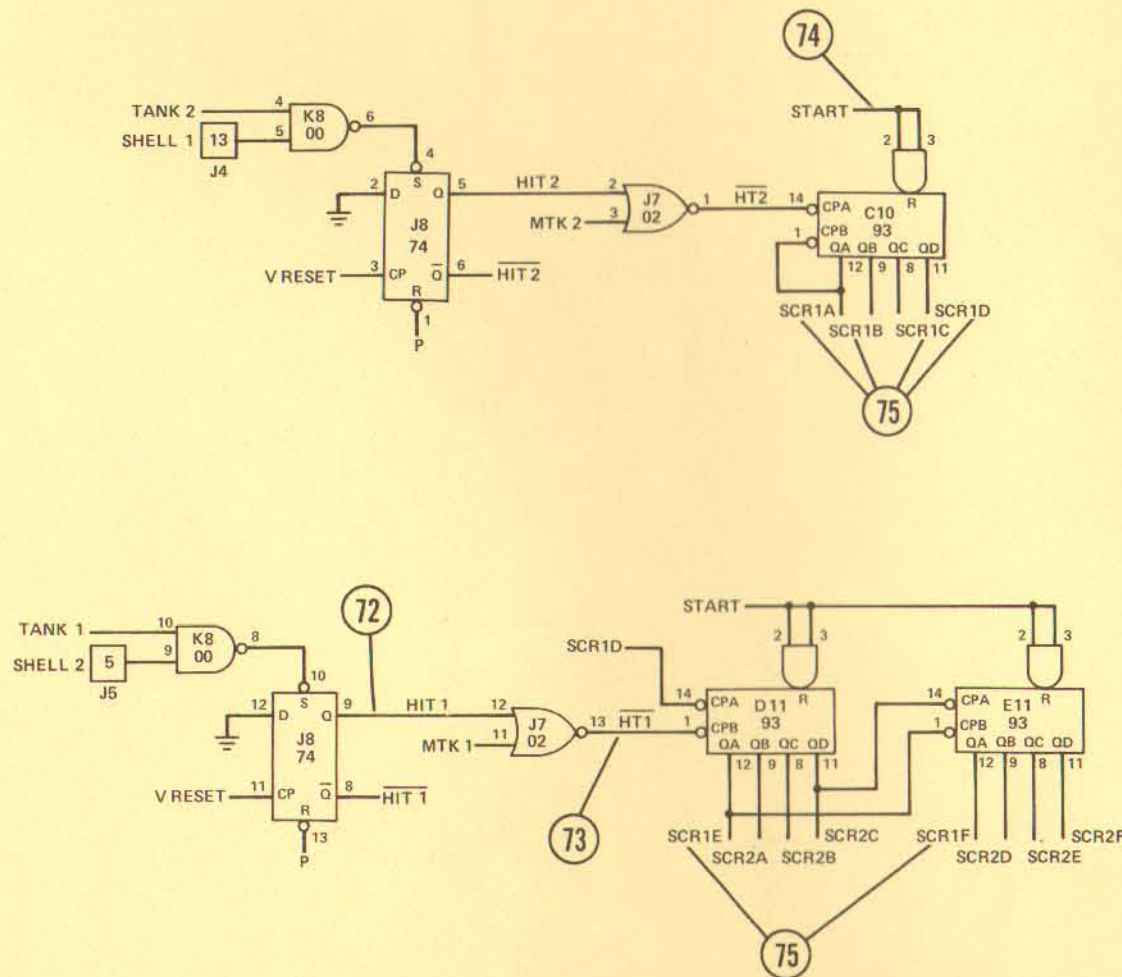 74
START
TANK 2 4 K8 6
00
SHELL 1 13 5
J4
4
2 3
S
2 D Q 5 HIT 2 2 J7 1 HT2 14 CPA R C10
02
MTK 2 3
1 CPB 93
J8
74
QA QB QC QD
12 9 8 11
V RESET 3 CP Q 6 HIT 2
R
1
P
SCR1A SCR1D
SCR1B SCR1C
75
72
START
TANK 1 10 K8 8
00
SHELL 2 5 9
J5
2 3 2 3
SCR1D
10
S
14 CPA R D11
14 CPA R E11
12 D Q 9 HIT 1 12 J7 13 HT1 1 CPB 93
02
1 CPB 93
MTK 1 11
J8
74
QA QB QC QD
12 9 8 11
QA QB QC QD
12 9 8 11
V RESET 11 CP Q 8 HIT 1
R
13
P
73
SCR1E SCR2C SCR1F SCR2F
SCR2A SCR2B SCR2D SCR2E
75